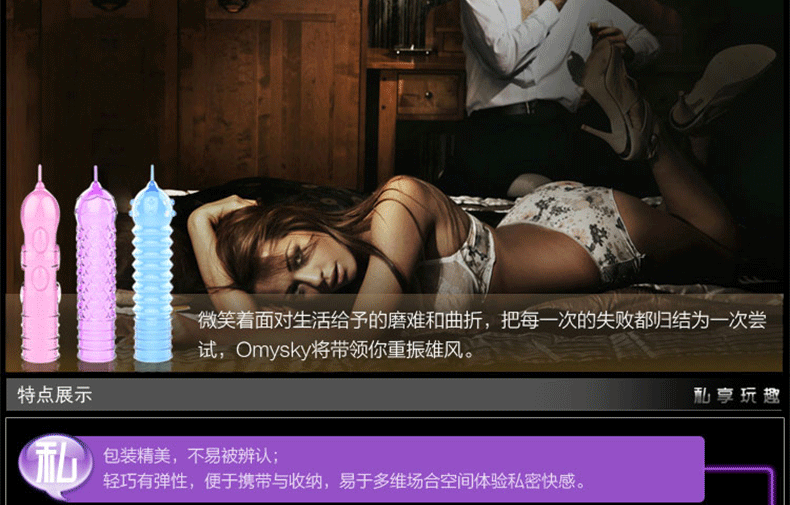 微笑着面对生活给予的磨难和曲折，把每一次的失败都归结为一次尝
试，Omysky将带领你重振雄风。
特点展示
私享玩趣
私
包装精美，不易被辨认；
轻巧有弹性，便于携带与收纳，易于多维场合空间体验私密快感。